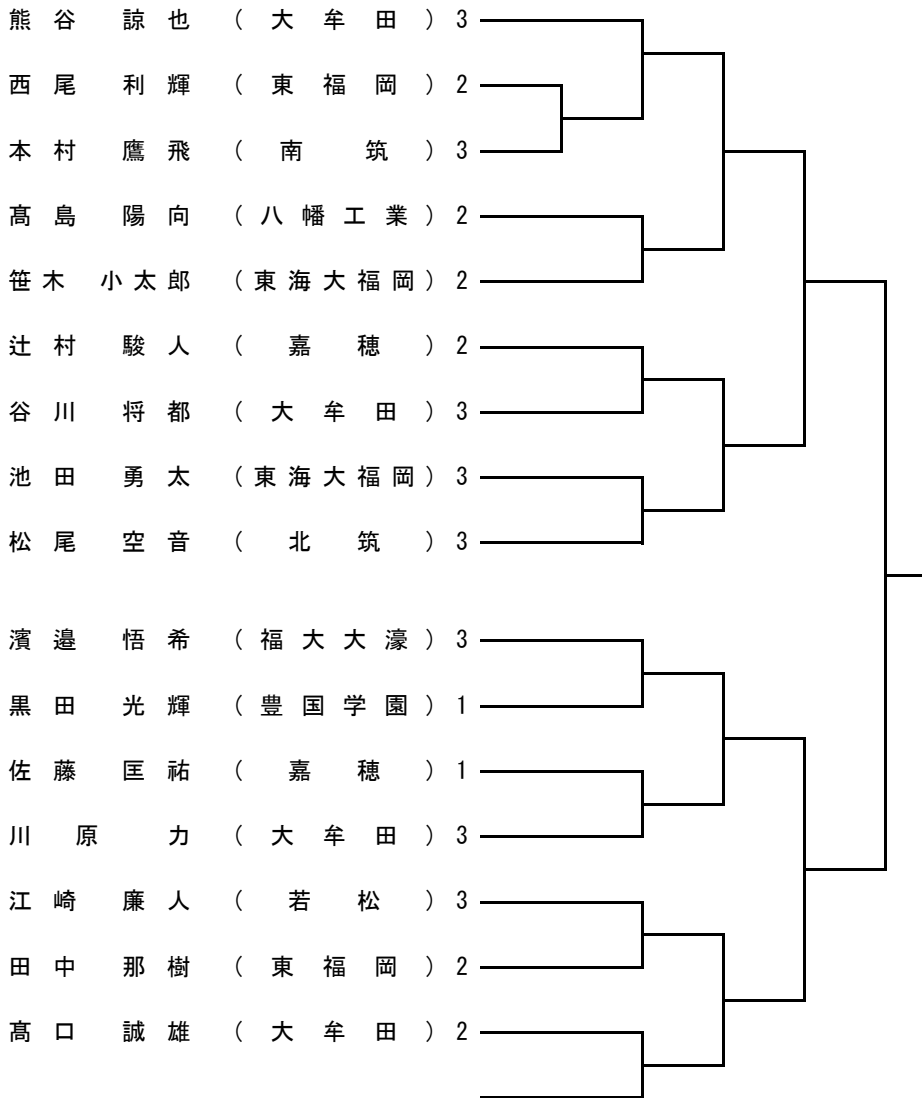 熊谷 諒也 (大牟田) 3
西尾 利輝 (東福岡) 2
本村 鷹飛 (南筑) 3
髙島 陽向 (八幡工業) 2
笹木 小太郎 (東海大福岡) 2
辻村 駿人 (嘉穂) 2
谷川 将都 (大牟田) 3
池田 勇太 (東海大福岡) 3
松尾 空音 (北筑) 3
濱邉 悟希 (福大大濠) 3
黒田 光輝 (豊国学園) 1
佐藤 匡祐 (嘉穂) 1
川原 力 (大牟田) 3
江崎 廉人 (若松) 3
田中 那樹 (東福岡) 2
髙口 誠雄 (大牟田) 2